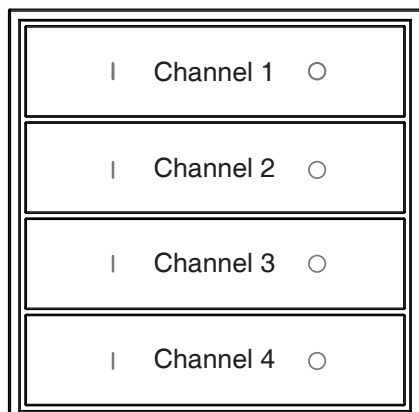 | Channel 1 ○
| Channel 2 ○
| Channel 3 ○
| Channel 4 ○